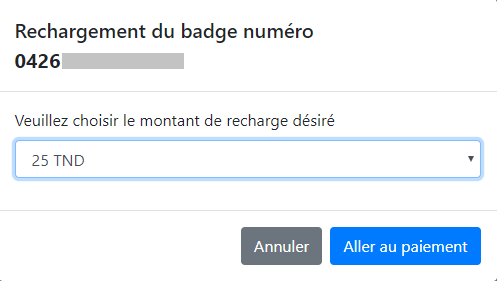 Rechargement du badge numéro
0426
Veuillez choisir le montant de recharge désiré
25 TND
Annuler
Aller au paiement